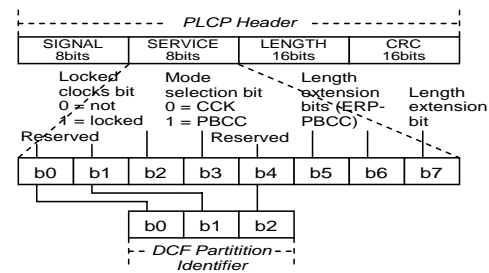 PLCP Header
SIGNAL SERVICE LENGTH CRC
8bits 8bits 16bits 16bits
Locked clocks bit 0 = not 1 = locked
Mode selection bit 0 = CCK 1 = PBCC
Length extension bits (ERP-PBCC)
Length extension bit
Reserved Reserved
b0 b1 b2 b3 b4 b5 b6 b7
b0 b1 b2
DCF Partitition
Identifier